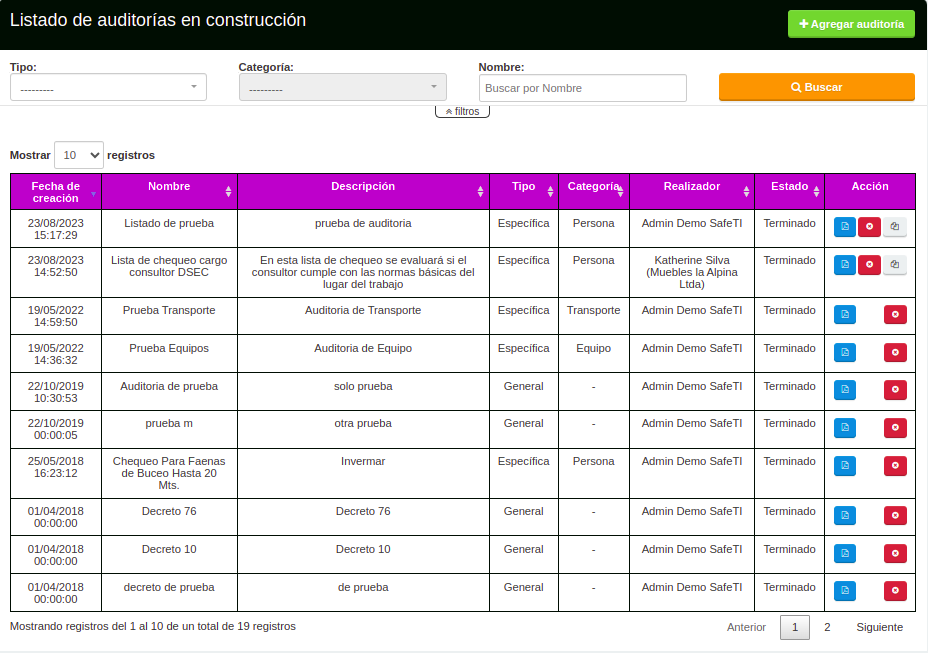 Listado de auditorías en construcción
Agregar auditoría
Tipo:
Categoría:
Nombre:
---------
---------
Buscar por Nombre
Buscar
filtros
Mostrar 10 registros
Fecha de creación Nombre Descripción Tipo Categoría Realizador Estado Acción
23/08/2023 Listado de prueba prueba de auditoria Específica Persona Admin Demo SafeTI Terminado
15:17:29
23/08/2023 Lista de chequeo cargo En esta lista de chequeo se evaluará si el Específica Persona Katherine Silva Terminado
14:52:50 consultor DSEC consultor cumple con las normas básicas del (Muebles la Alpina
lugar del trabajo Ltda)
19/05/2022 Prueba Transporte Auditoria de Transporte Específica Transporte Admin Demo SafeTI Terminado
14:59:50
19/05/2022 Prueba Equipos Auditoria de Equipo Específica Equipo Admin Demo SafeTI Terminado
14:36:32
22/10/2019 Auditoria de prueba solo prueba General - Admin Demo SafeTI Terminado
10:30:53
22/10/2019 prueba m otra prueba General - Admin Demo SafeTI Terminado
00:00:05
25/05/2018 Chequeo Para Faenas Invermar Específica Persona Admin Demo SafeTI Terminado
16:23:12 de Buceo Hasta 20
Mts.
01/04/2018 Decreto 76 Decreto 76 General - Admin Demo SafeTI Terminado
00:00:00
01/04/2018 Decreto 10 Decreto 10 General - Admin Demo SafeTI Terminado
00:00:00
01/04/2018 decreto de prueba de prueba General - Admin Demo SafeTI Terminado
00:00:00
Mostrando registros del 1 al 10 de un total de 19 registros
Anterior 1 2 Siguiente